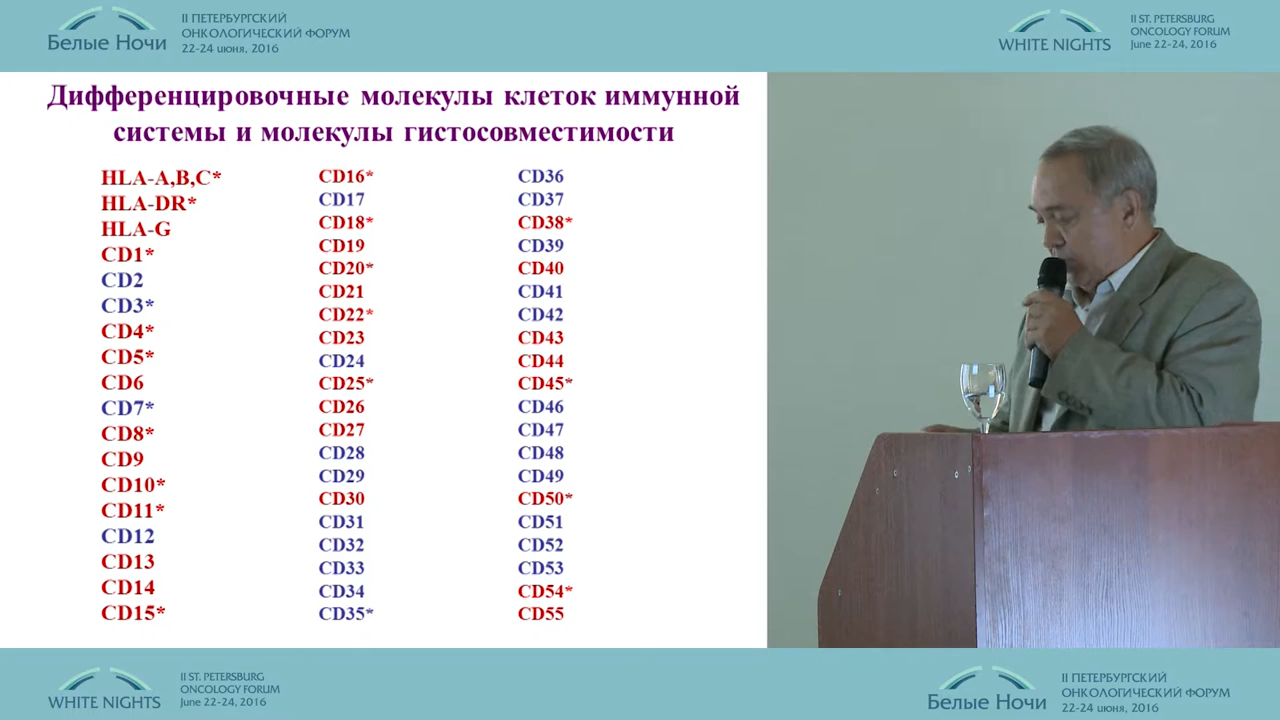 II ПЕТЕРБУРГСКИЙ
ОНКОЛОГИЧЕСКИЙ ФОРУМ
Белые Ночи
22-24 июня, 2016
II ST. PETERSBURG
ONCOLOGY FORUM
WHITE NIGHTS
June 22-24, 2016
Дифференцировочные молекулы клеток иммунной
системы и молекулы гистосовместимости
HLA-A,B,C*
HLA-DR*
HLA-G
CD1*
CD2
CD3*
CD4*
CD5*
CD6
CD7*
CD8*
CD9
CD10*
CD11*
CD12
CD13
CD14
CD15*
CD16*
CD17
CD18*
CD19
CD20*
CD21
CD22*
CD23
CD24
CD25*
CD26
CD27
CD28
CD29
CD30
CD31
CD32
CD33
CD34
CD35*
CD36
CD37
CD38*
CD39
CD40
CD41
CD42
CD43
CD44
CD45*
CD46
CD47
CD48
CD49
CD50*
CD51
CD52
CD53
CD54*
CD55
II ST. PETERSBURG
ONCOLOGY FORUM
WHITE NIGHTS
June 22-24, 2016
II ПЕТЕРБУРГСКИЙ
ОНКОЛОГИЧЕСКИЙ ФОРУМ
Белые Ночи
22-24 июня, 2016